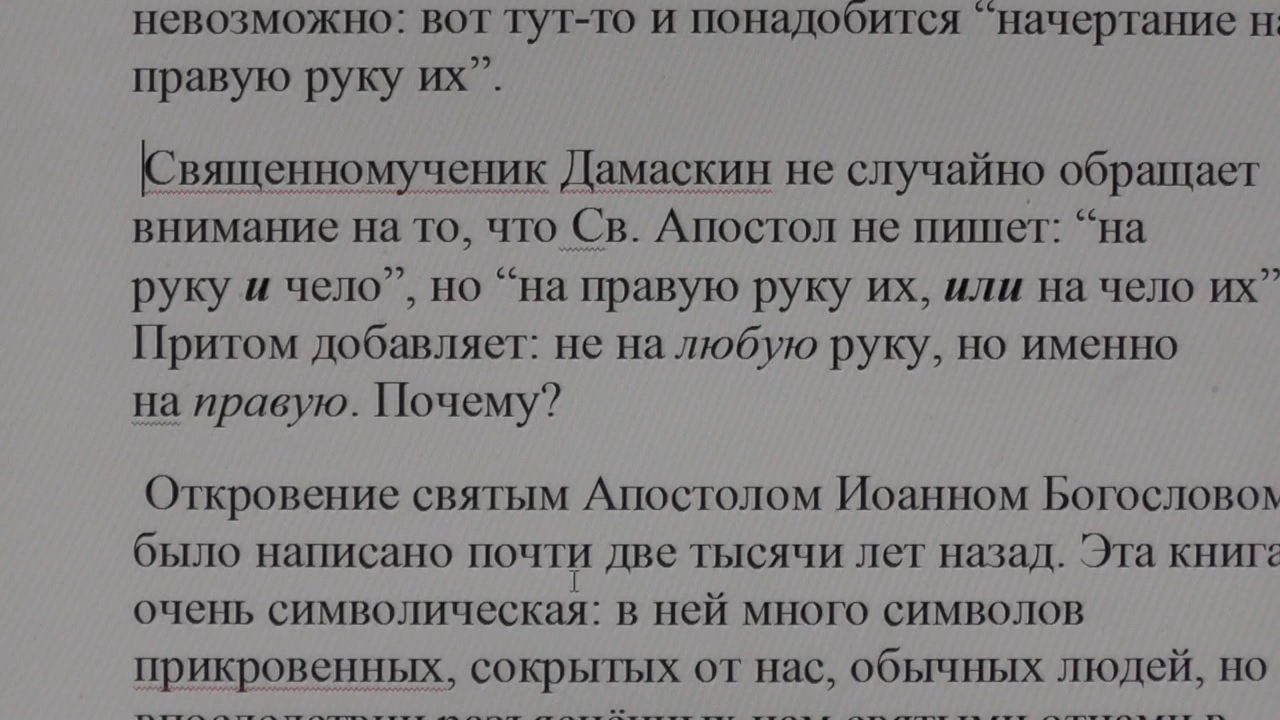 невозможно: вот тут-то и понадобится “начертание на
правую руку их”.
Священномученик Дамаскин не случайно обращает
внимание на то, что Св. Апостол не пишет: “на
руку и чело”, но “на правую руку их, или на чело их”
Притом добавляет: не на любую руку, но именно
на правую. Почему?
Откровение святым Апостолом Иоанном Богословом
было написано почти две тысячи лет назад. Эта книга
очень символическая: в ней много символов
прикровенных, сокрытых от нас, обычных людей, но